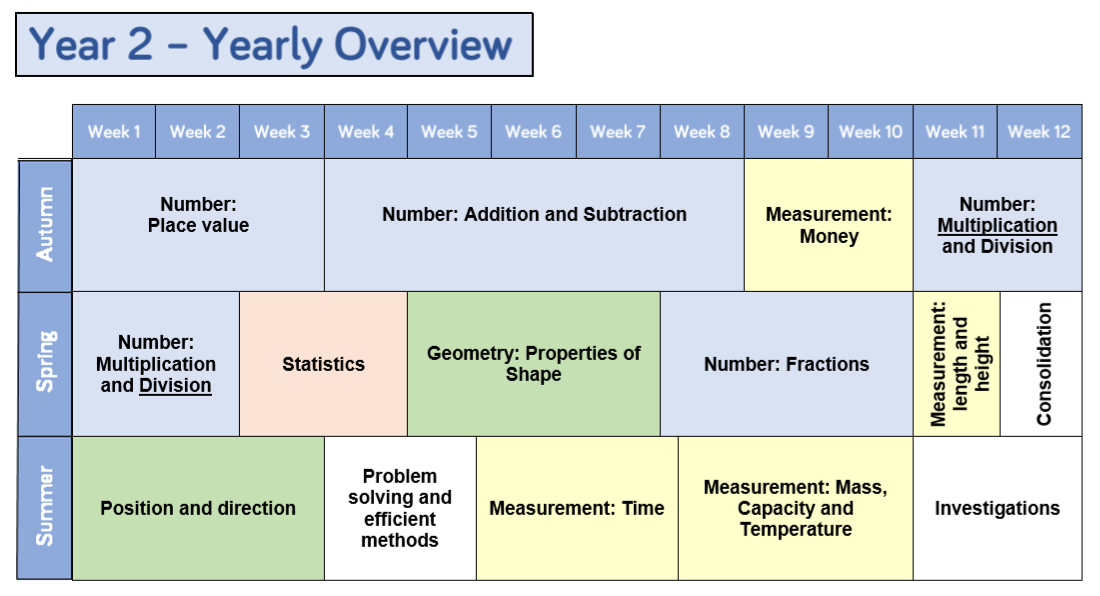 Year 2 – Yearly Overview
Week 1 Week 2 Week 3 Week 4 Week 5 Week 6 Week 7 Week 8 Week 9 Week 10 Week 11 Week 12
Autumn
Number:
Place value
Number: Addition and Subtraction
Measurement:
Money
Number:
Multiplication
and Division
Spring
Number:
Multiplication
and Division
Statistics
Geometry: Properties of
Shape
Number: Fractions
Measurement:
length and
height
Consolidation
Summer
Position and direction
Problem
solving and
efficient
methods
Measurement: Time
Measurement: Mass,
Capacity and
Temperature
Investigations